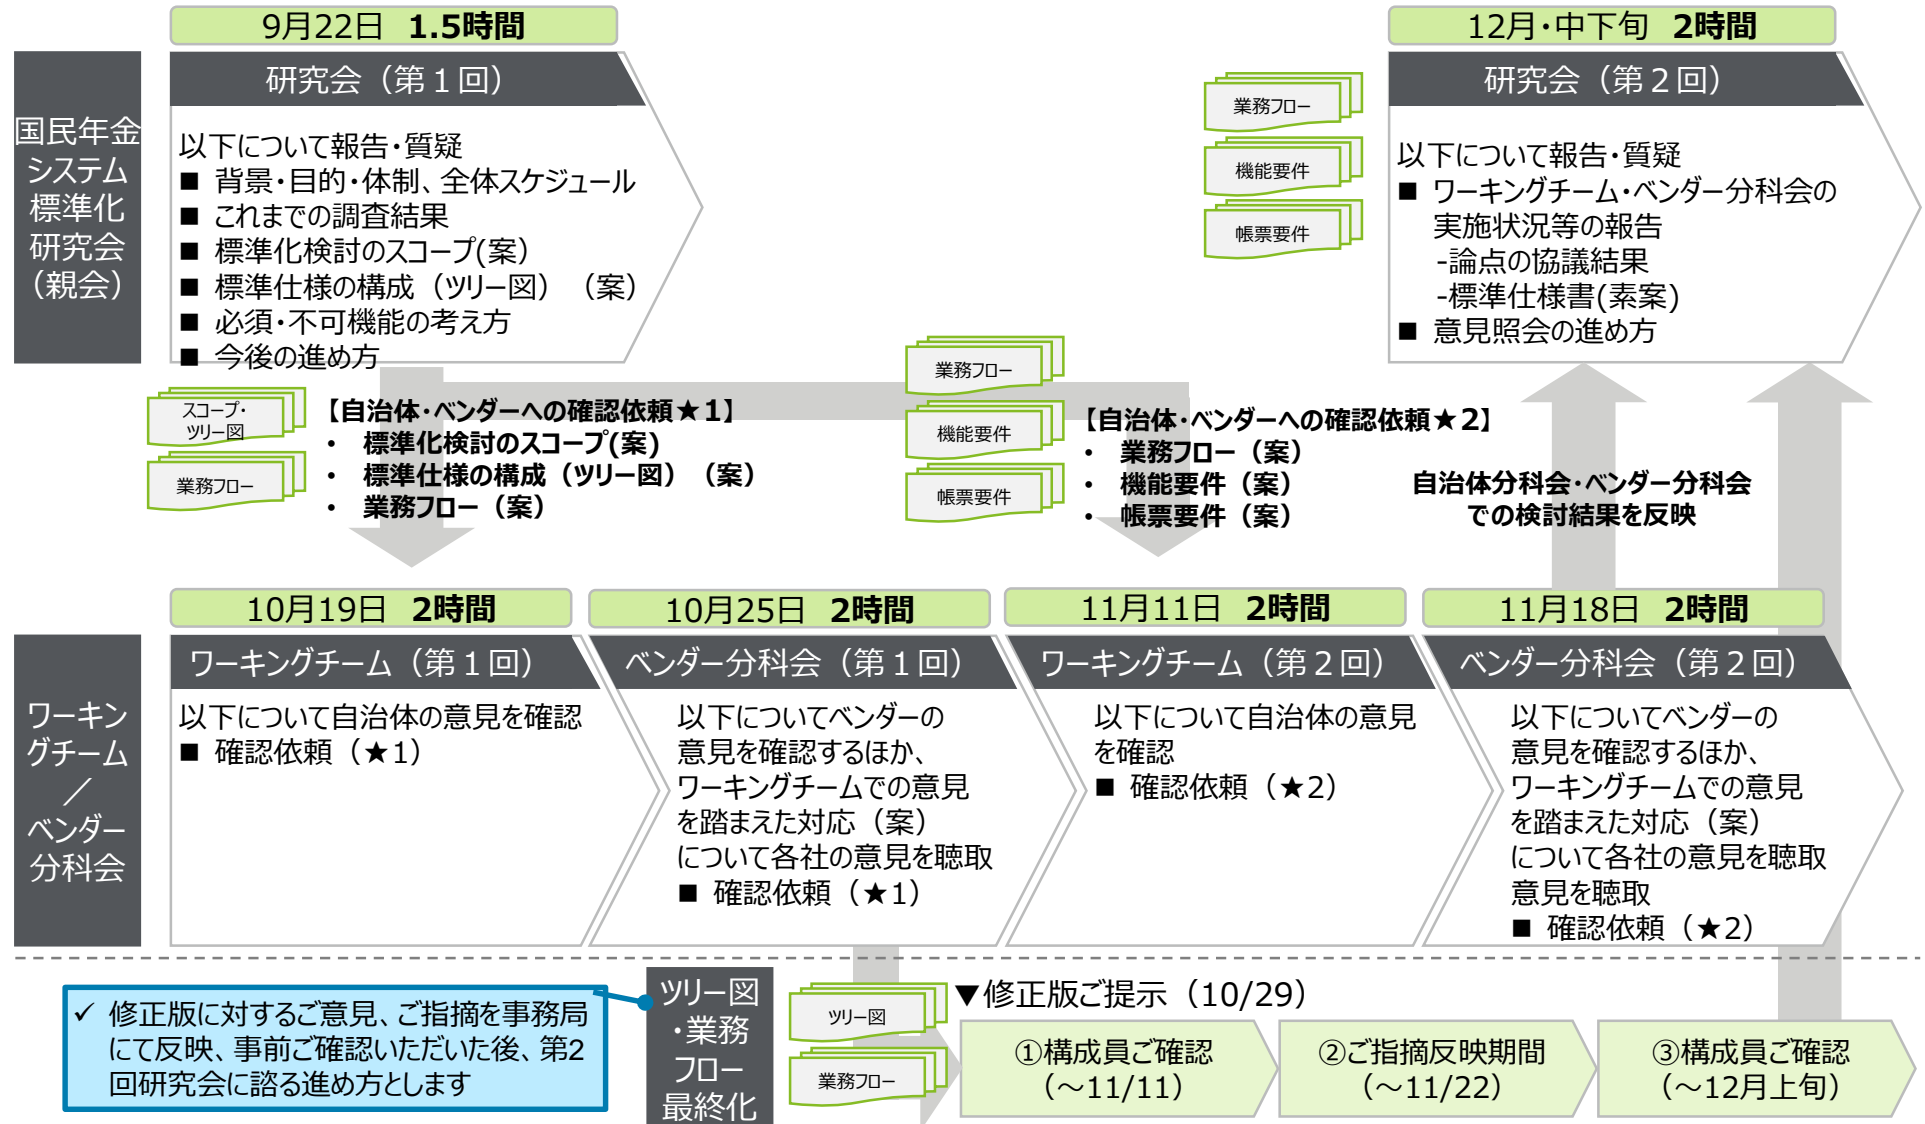 9月22日 1.5時間
12月・中下旬 2時間
国民年金
システム
標準化
研究会
（親会）
研究会（第１回）
以下について報告・質疑
■ 背景・目的・体制、全体スケジュール
■ これまでの調査結果
■ 標準化検討のスコープ(案)
■ 標準仕様の構成（ツリー図）（案）
■ 必須・不可機能の考え方
■ 今後の進め方
業務フロー
機能要件
帳票要件
研究会（第２回）
以下について報告・質疑
■ ワーキングチーム・ベンダー分科会の
実施状況等の報告
-論点の協議結果
-標準仕様書(素案)
■ 意見照会の進め方
スコープ・
ツリー図
業務フロー
【自治体・ベンダーへの確認依頼★1】
・ 標準化検討のスコープ(案)
・ 標準仕様の構成（ツリー図）（案）
・ 業務フロー（案）
業務フロー
機能要件
帳票要件
【自治体・ベンダーへの確認依頼★2】
・ 業務フロー（案）
・ 機能要件（案）
・ 帳票要件（案）
自治体分科会・ベンダー分科会
での検討結果を反映
10月19日 2時間
10月25日 2時間
11月11日 2時間
11月18日 2時間
ワーキン
グチーム
／
ベンダー
分科会
ワーキングチーム（第１回）
以下について自治体の意見を確認
■ 確認依頼（★1）
ベンダー分科会（第１回）
以下についてベンダーの
意見を確認するほか、
ワーキングチームでの意見
を踏まえた対応（案）
について各社の意見を聴取
■ 確認依頼（★1）
ワーキングチーム（第２回）
以下について自治体の意見
を確認
■ 確認依頼（★2）
ベンダー分科会（第２回）
以下についてベンダーの
意見を確認するほか、
ワーキングチームでの意見
を踏まえた対応（案）
について各社の意見を聴取
意見を聴取
■ 確認依頼（★2）
✓ 修正版に対するご意見、ご指摘を事務局
にて反映、事前ご確認いただいた後、第2
回研究会に諮る進め方とします
ツリー図
・業務
フロー
最終化
ツリー図
業務フロー
▼修正版ご提示（10/29）
①構成員ご確認
（～11/11）
②ご指摘反映期間
（～11/22）
③構成員ご確認
（～12月上旬）